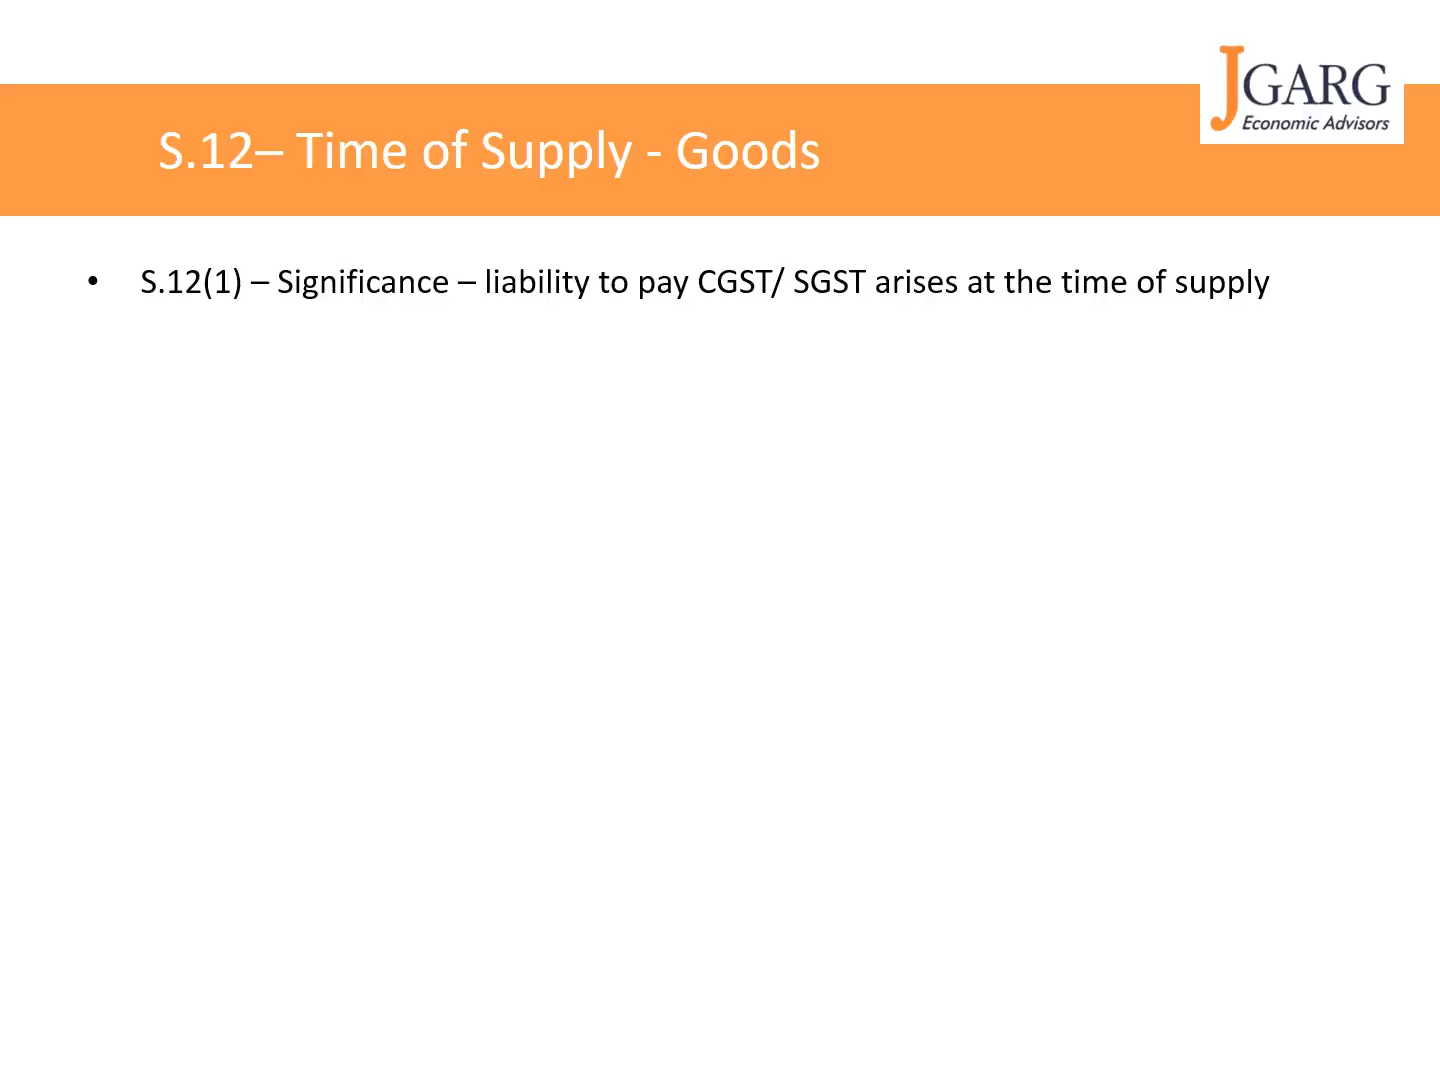 JGARG
Economic Advisors
S.12– Time of Supply - Goods
• S.12(1) – Significance – liability to pay CGST/ SGST arises at the time of supply